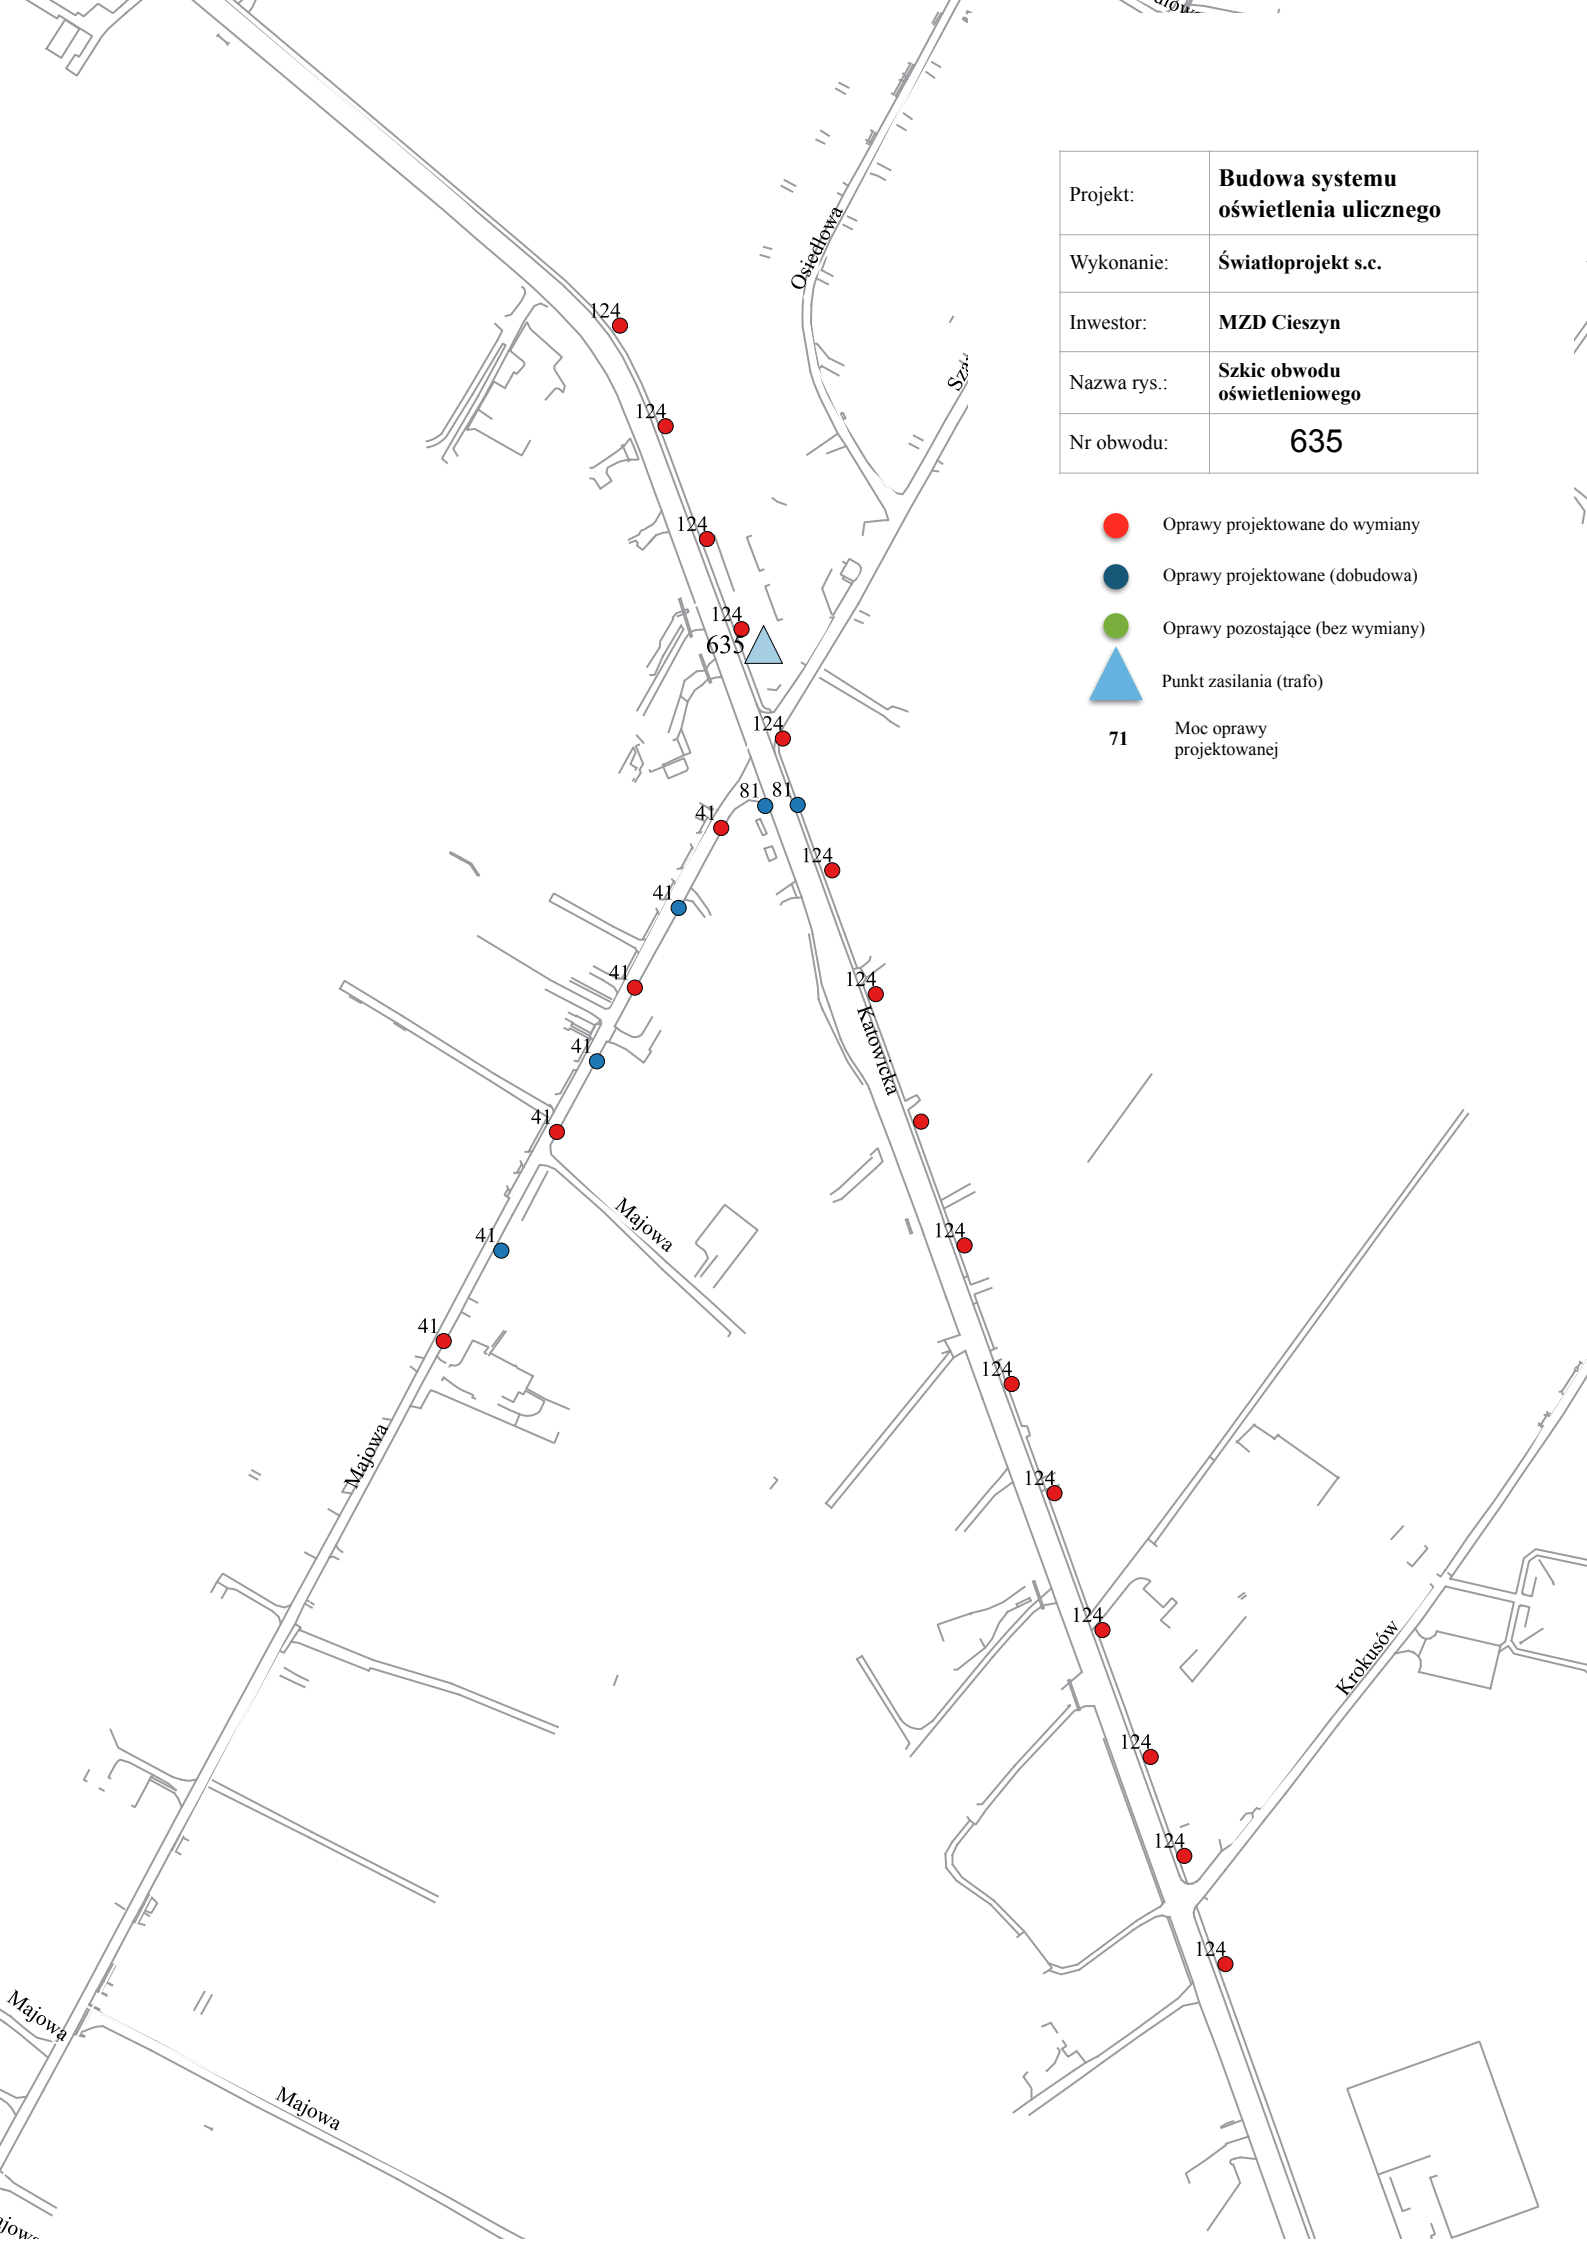 Projekt:
Budowa systemu
oświetlenia ulicznego
Wykonanie:
Światłoprojekt s.c.
Inwestor:
MZD Cieszyn
Nazwa rys.:
Szkic obwodu
oświetleniowego
Nr obwodu:
635
Oprawy projektowane do wymiany
Oprawy projektowane (dobudowa)
Oprawy pozostające (bez wymiany)
Punkt zasilania (trafo)
71
Moc oprawy
projektowanej
Osiedlowa
124
124
124
124
635
124
81
81
41
124
41
41
124
Katowicka
41
41
Majowa
41
124
41
124
Majowa
124
124
Krokusów
124
124
124
Majowa
Majowa